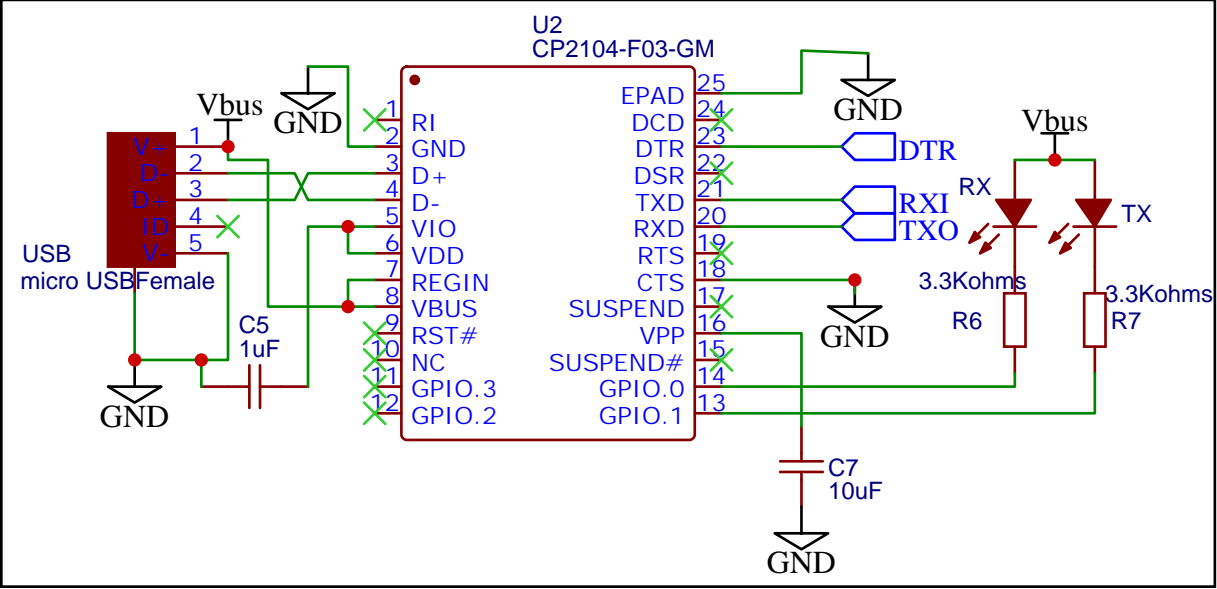 U2
CP2104-F03-GM
Vbus
GND
USB
micro USBFemale
1 V+
2 D-
3 D+
4 ID
5 V-
GND
C5
1uF
1 RI
2 GND
3 D+
4 D-
5 VIO
6 VDD
7 REGIN
8 VBUS
9 RST#
10 NC
11 GPIO.3
12 GPIO.2
EPAD 25
DCD 24
DTR 23
DSR 22
TXD 21
RXD 20
RTS 19
CTS 18
SUSPEND 17
VPP 16
SUSPEND# 15
GPIO.0 14
GPIO.1 13
GND
DTR
RXI
TXO
GND
C7
10uF
GND
Vbus
RX
TX
3.3Kohms
R6
3.3Kohms
R7